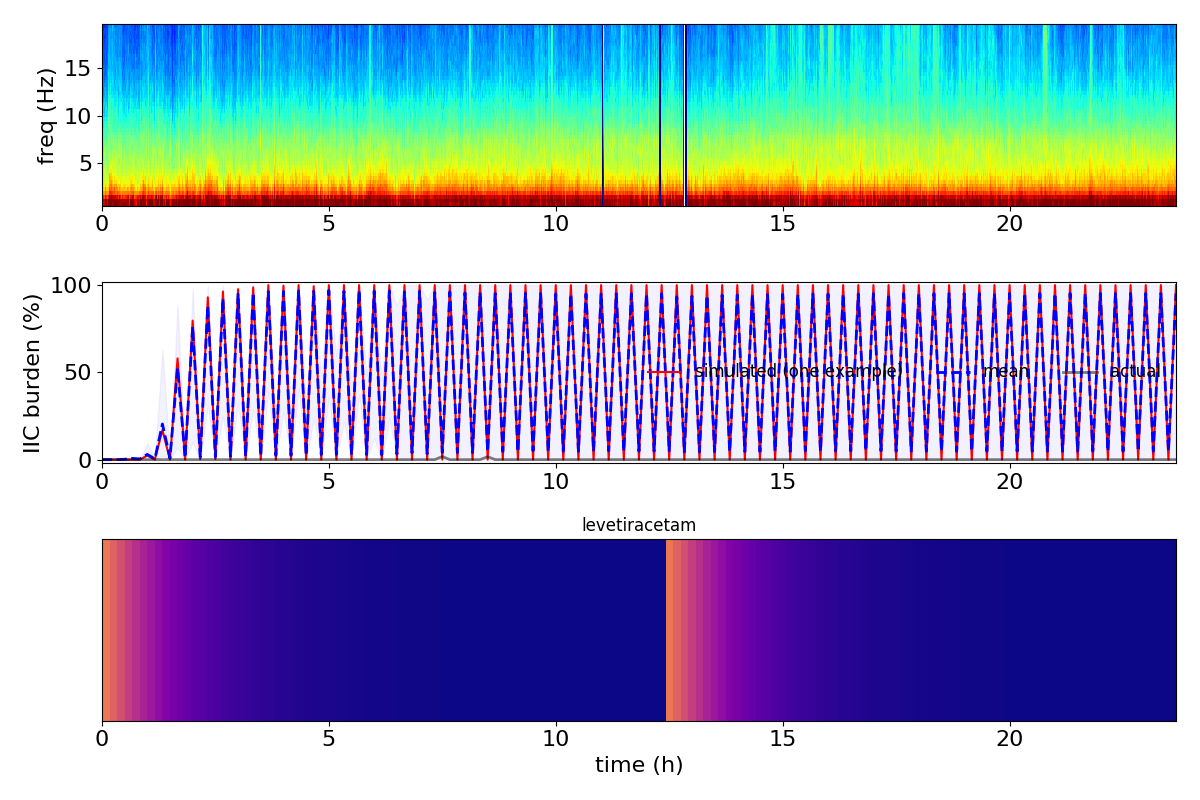 freq (Hz)
15
10
5
0 5 10 15 20
IIC burden (%)
100
50
0
simulated (one example) mean actual
0 5 10 15 20
levetiracetam
0 5 10 15 20
time (h)